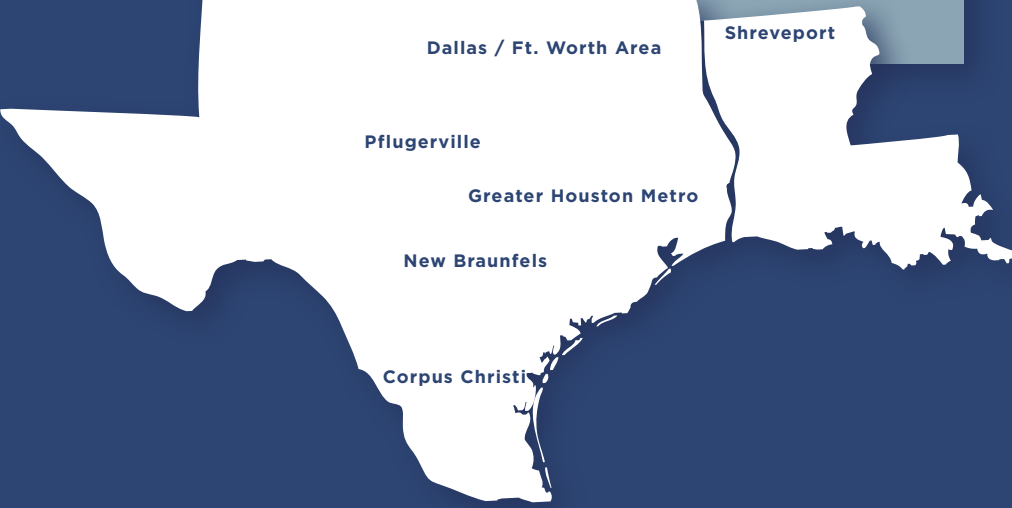 Shreveport
Dallas / Ft. Worth Area
Pflugerville
Greater Houston Metro
New Braunfels
Corpus Christi